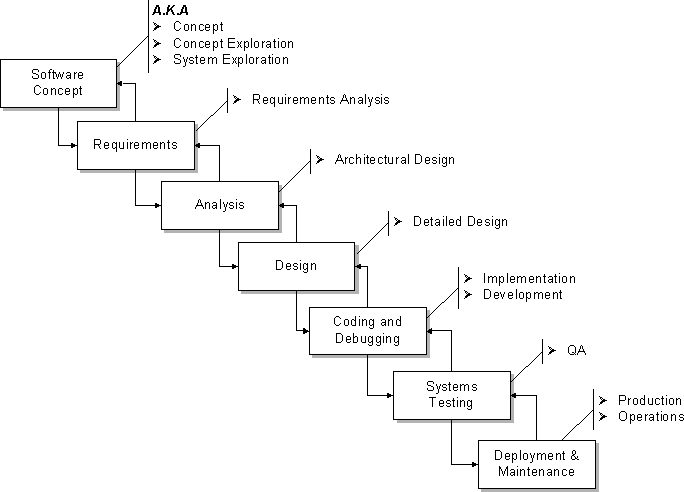 A.K.A
Concept
Concept Exploration
System Exploration
Software
Concept
Requirements Analysis
Requirements
Architectural Design
Analysis
Detailed Design
Design
Implementation
Development
Coding and
Debugging
QA
Systems
Testing
Production
Operations
Deployment &
Maintenance